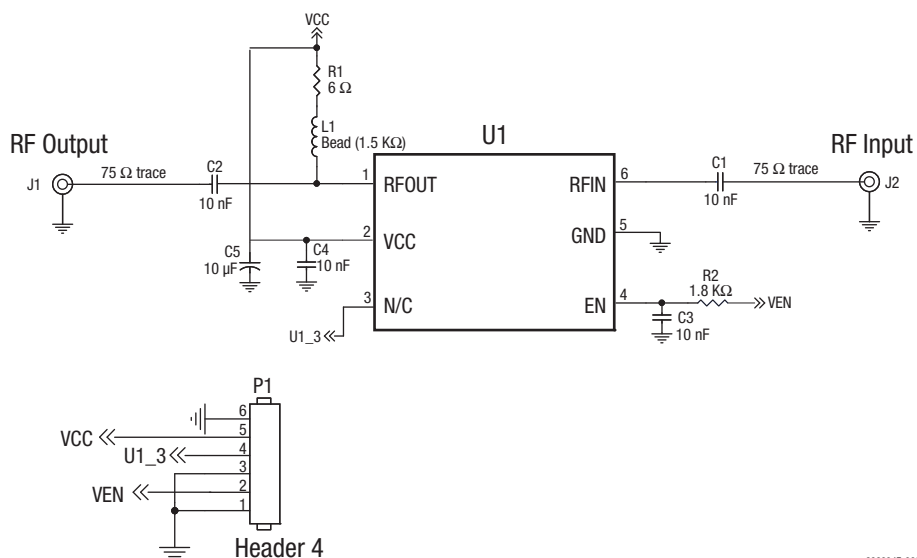 VCC
R1
6 Ω
L1
Bead (1.5 KΩ)
U1
RF Output
RF Input
J1
75 Ω trace
C2
10 nF
1
RFOUT
RFIN
6
C1
10 nF
75 Ω trace
J2
2
VCC
GND
5
C5
10 µF
C4
10 nF
3
N/C
EN
4
R2
1.8 KΩ
VEN
C3
10 nF
U1_3
P1
6
VCC
5
U1_3
4
3
VEN
2
1
Header 4